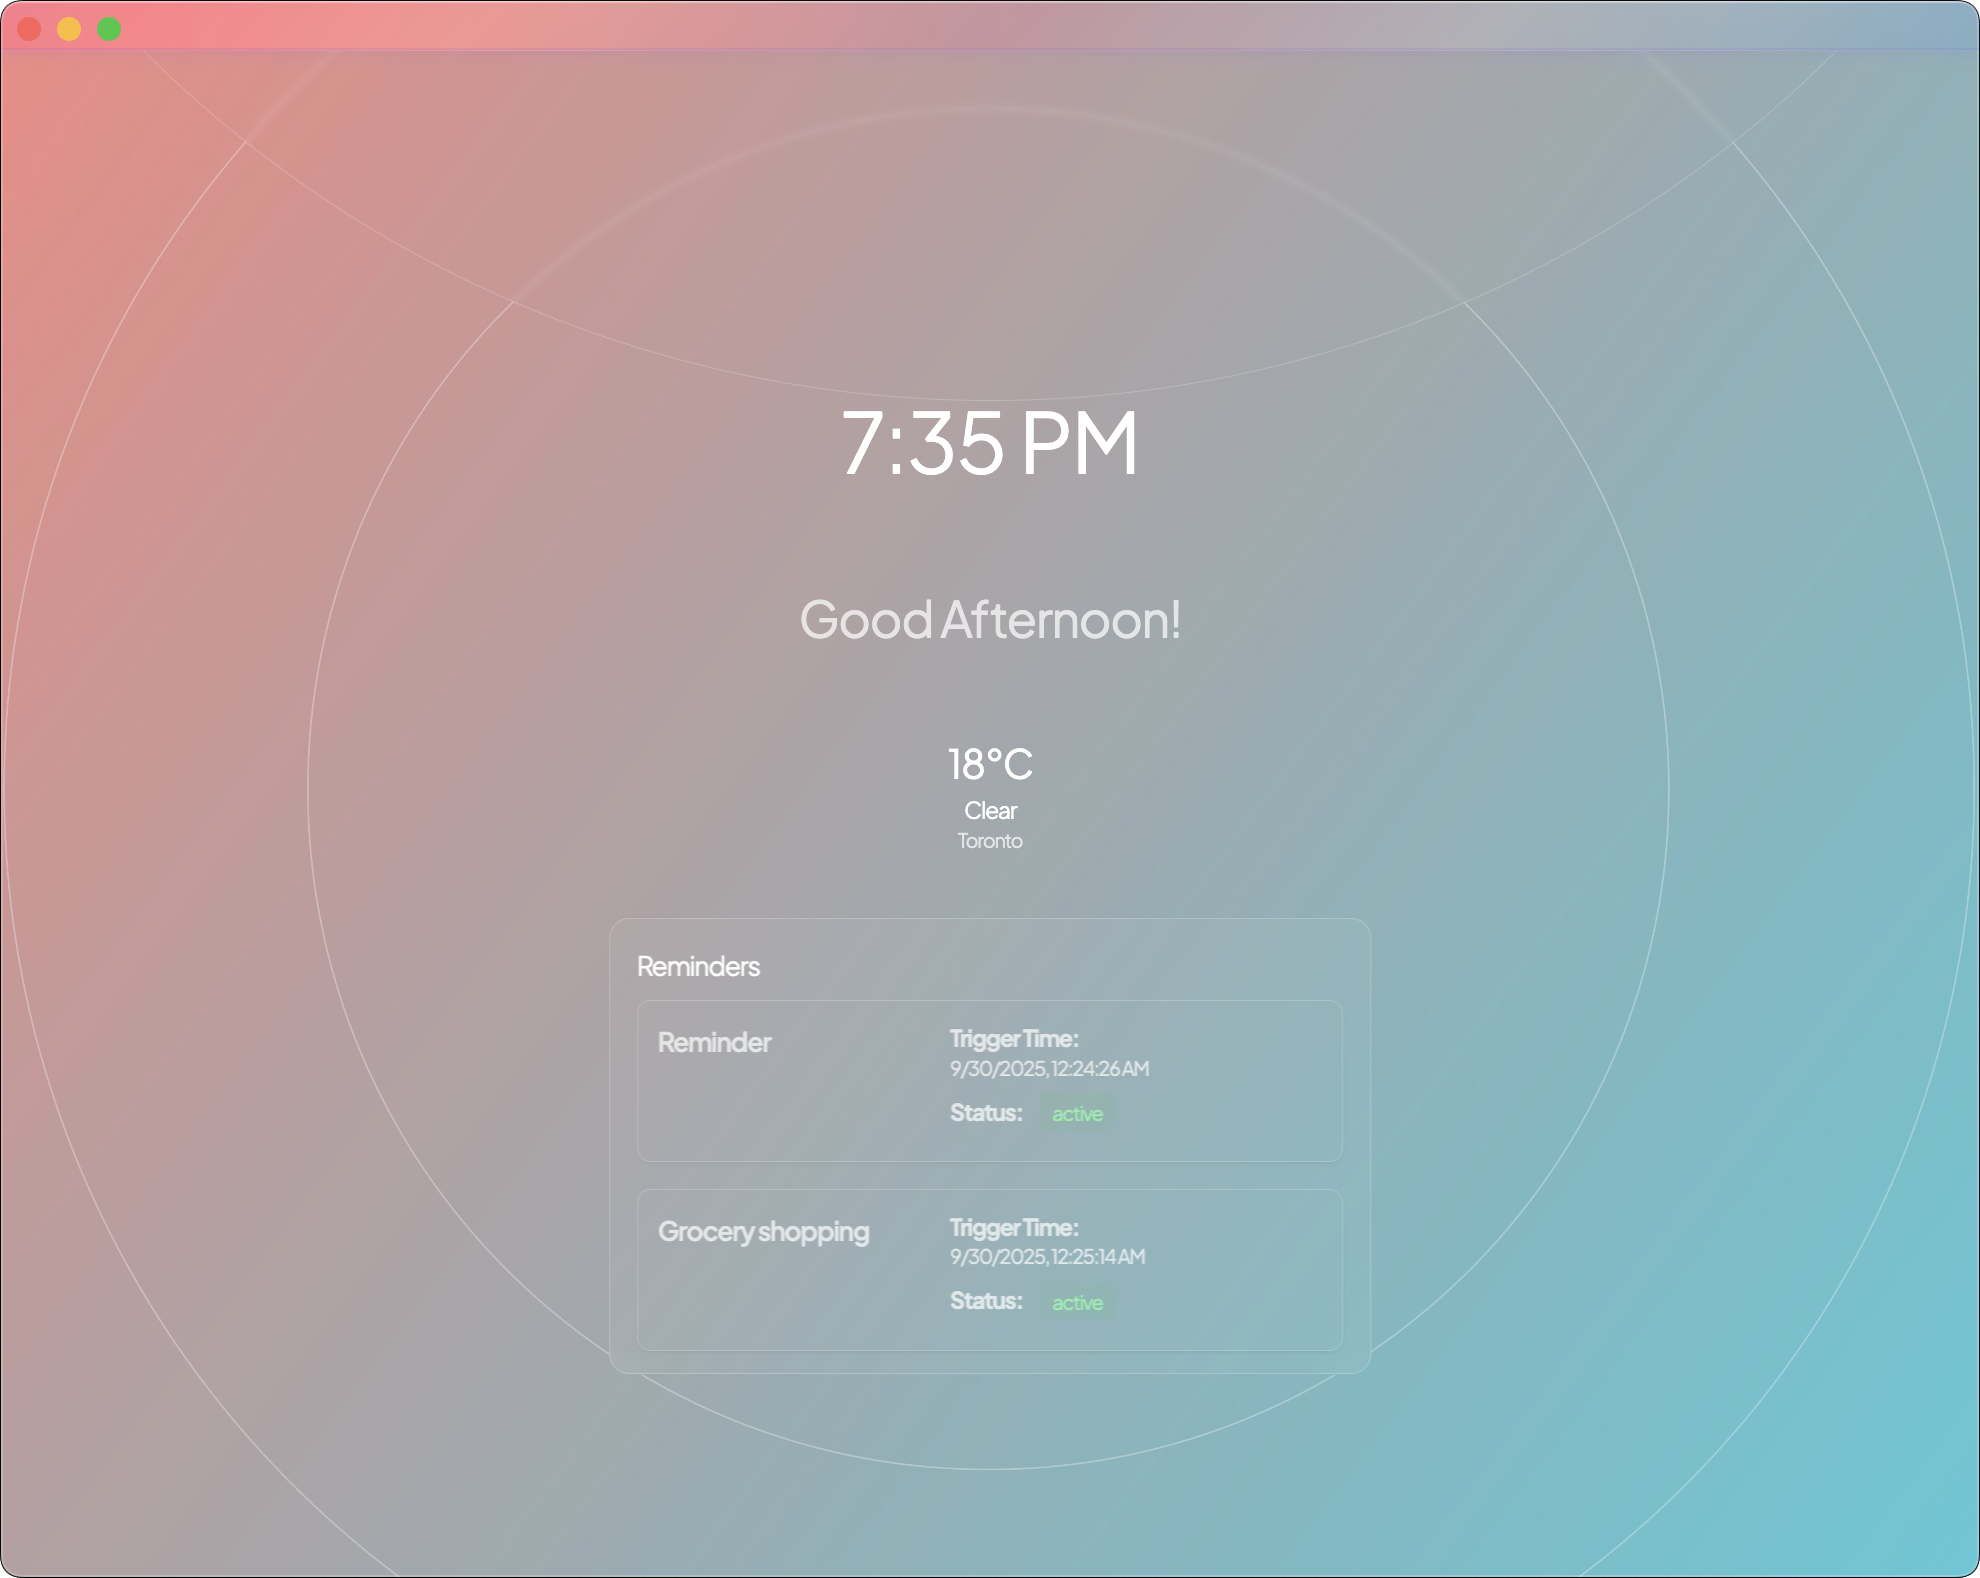 7:35 PM
Good Afternoon!
18°C
Clear
Toronto
Reminders
Reminder
Trigger Time:
9/30/2025, 12:24:26 AM
Status: active
Grocery shopping
Trigger Time:
9/30/2025, 12:25:14 AM
Status: active